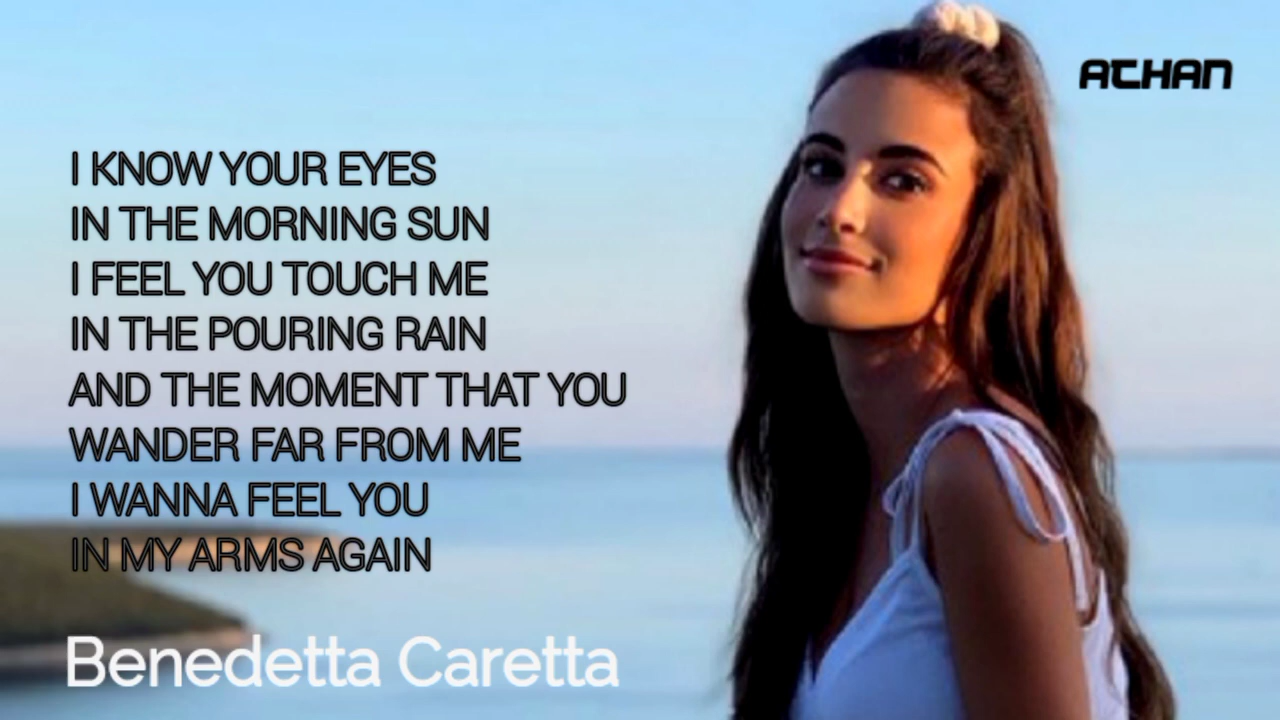 ATHAN
I KNOW YOUR EYES
IN THE MORNING SUN
I FEEL YOU TOUCH ME
IN THE POURING RAIN
AND THE MOMENT THAT YOU
WANDER FAR FROM ME
I WANNA FEEL YOU
IN MY ARMS AGAIN
Benedetta Caretta